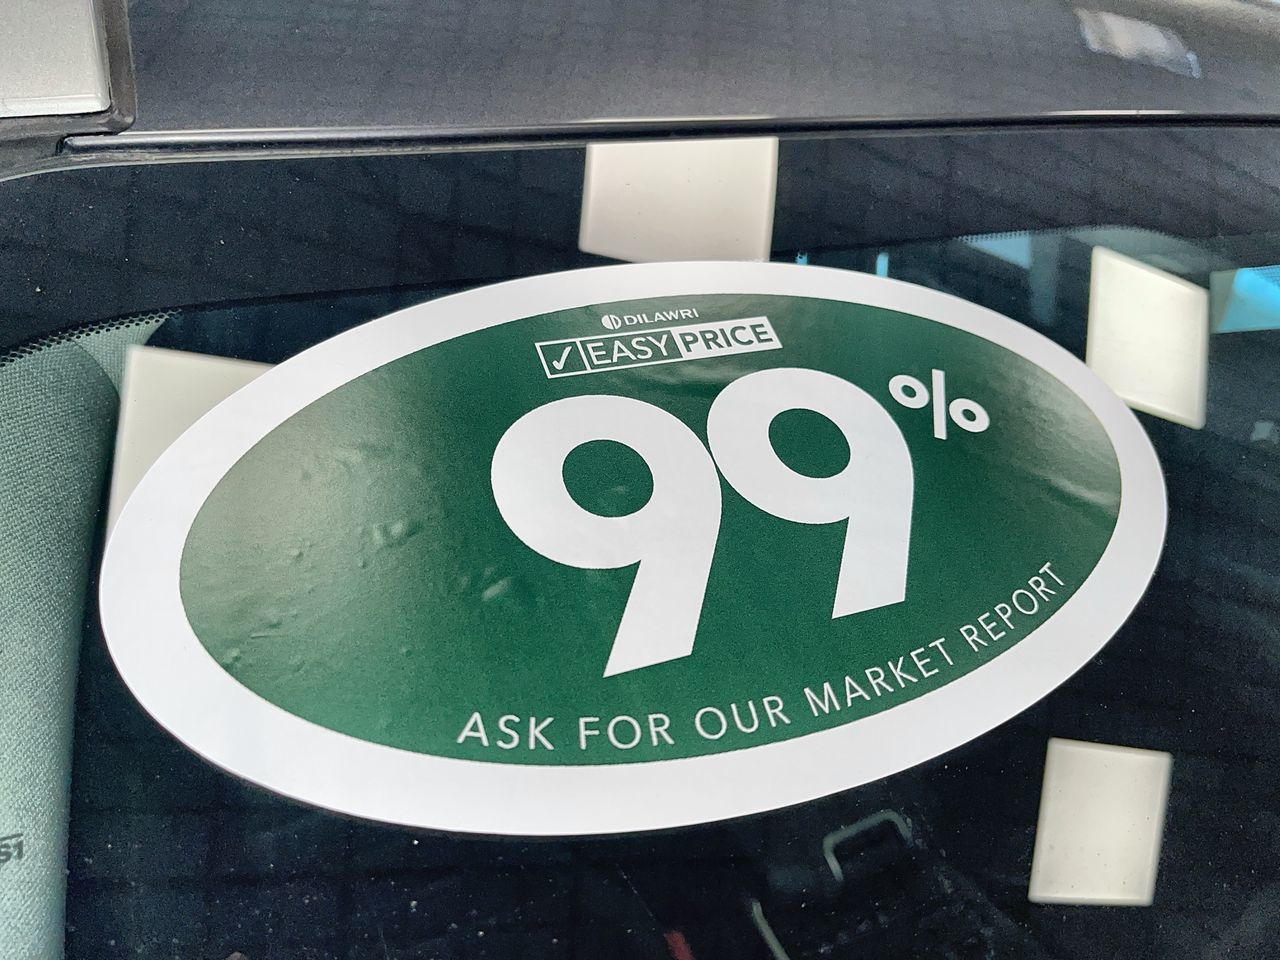 DILAWRI
✓ EASY PRICE
99%
ASK FOR OUR MARKET REPORT